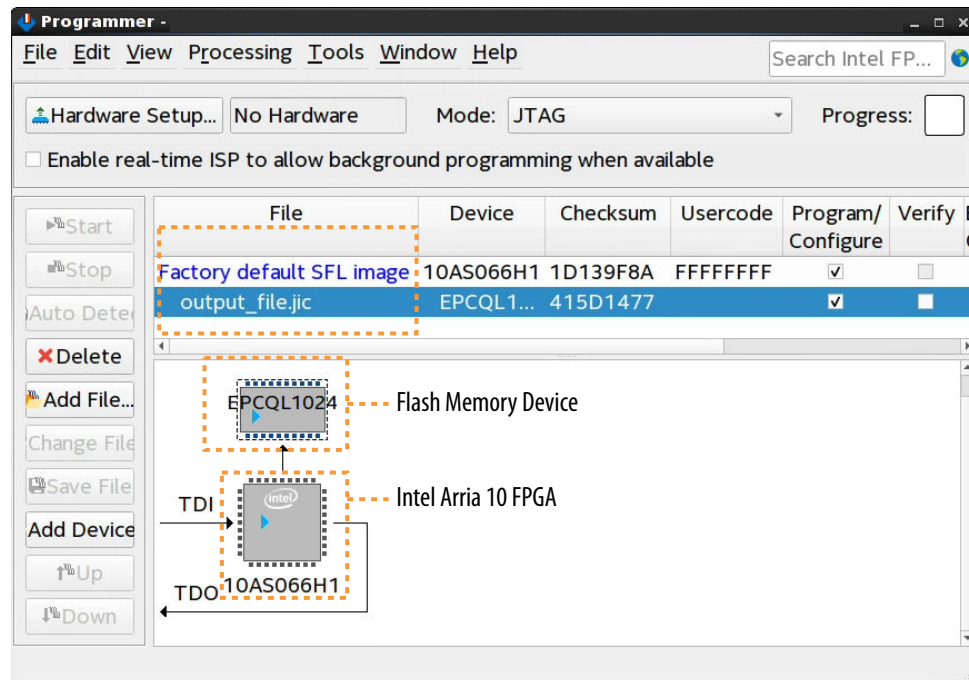 Programmer -
File Edit View Processing Tools Window Help Search Intel FP...
Hardware Setup... No Hardware Mode: JTAG Progress:
Enable real-time ISP to allow background programming when available
Start
Stop
Auto Dete
Delete
Add File...
Change File
Save File
Add Device
Up
Down
File Device Checksum Usercode Program/ Configure Verify
Factory default SFL image 10AS066H1 1D139F8A FFFFFFFF
output_file.jic EPCQL1... 415D1477
EPCQL1024
Flash Memory Device
intel
Intel Arria 10 FPGA
TDI
10AS066H1
TDO